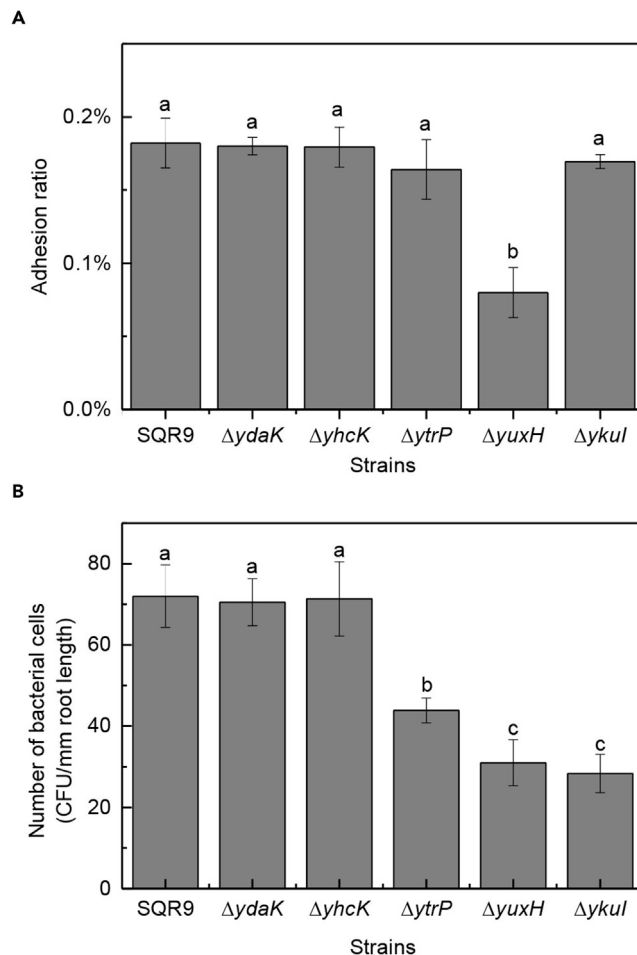 A
Adhesion ratio
0.2%
0.1%
0.0%
a
a
a
a
b
a
SQR9 ΔydaK ΔyhcK ΔytrP ΔyuxH ΔykuI
Strains
B
Number of bacterial cells
(CFU/mm root length)
80
60
40
20
0
a
a
a
b
c
c
SQR9 ΔydaK ΔyhcK ΔytrP ΔyuxH ΔykuI
Strains